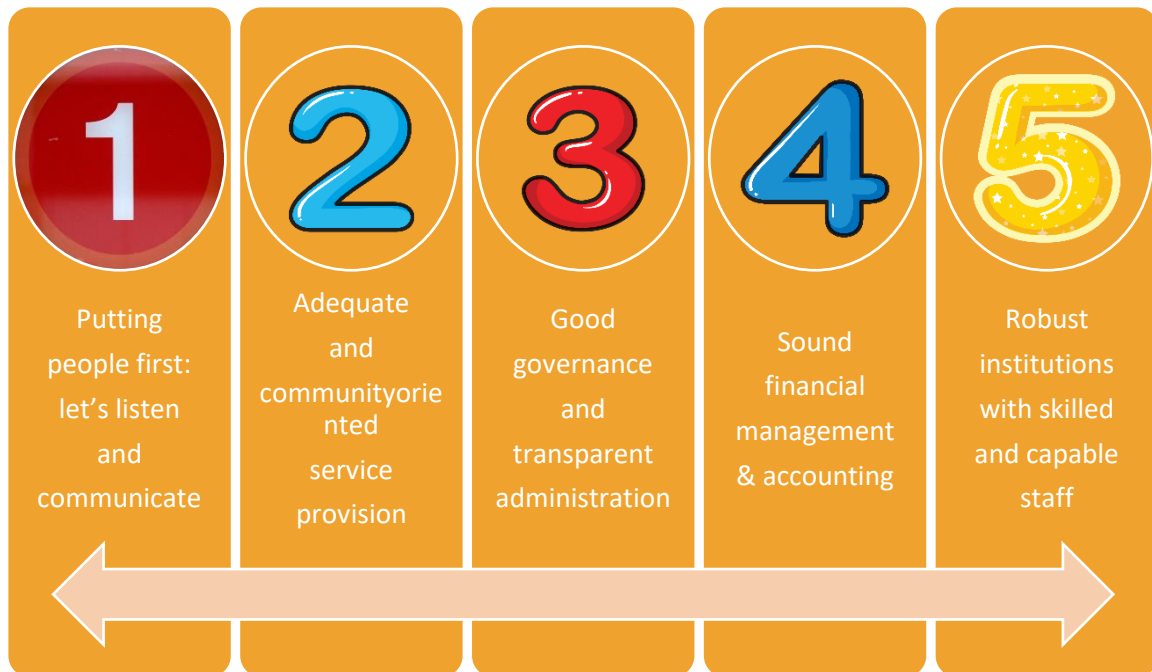 1
Putting
people first:
let’s listen
and
communicate
2
Adequate
and
communityorie
nted
service
provision
3
Good
governance
and
transparent
administration
4
Sound
financial
management
& accounting
5
Robust
institutions
with skilled
and capable
staff